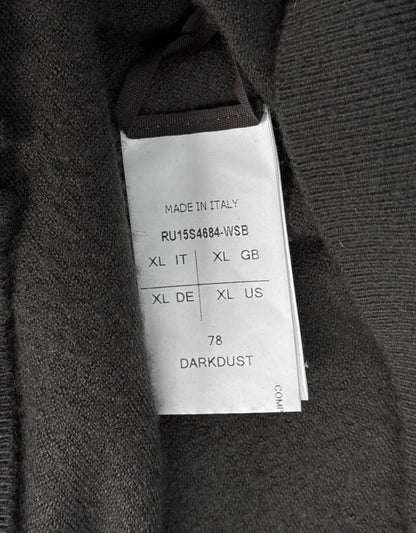 MADE IN ITALY
RU15S4684-WSB
XL IT XL GB
XL DE XL US
78
DARKDUST